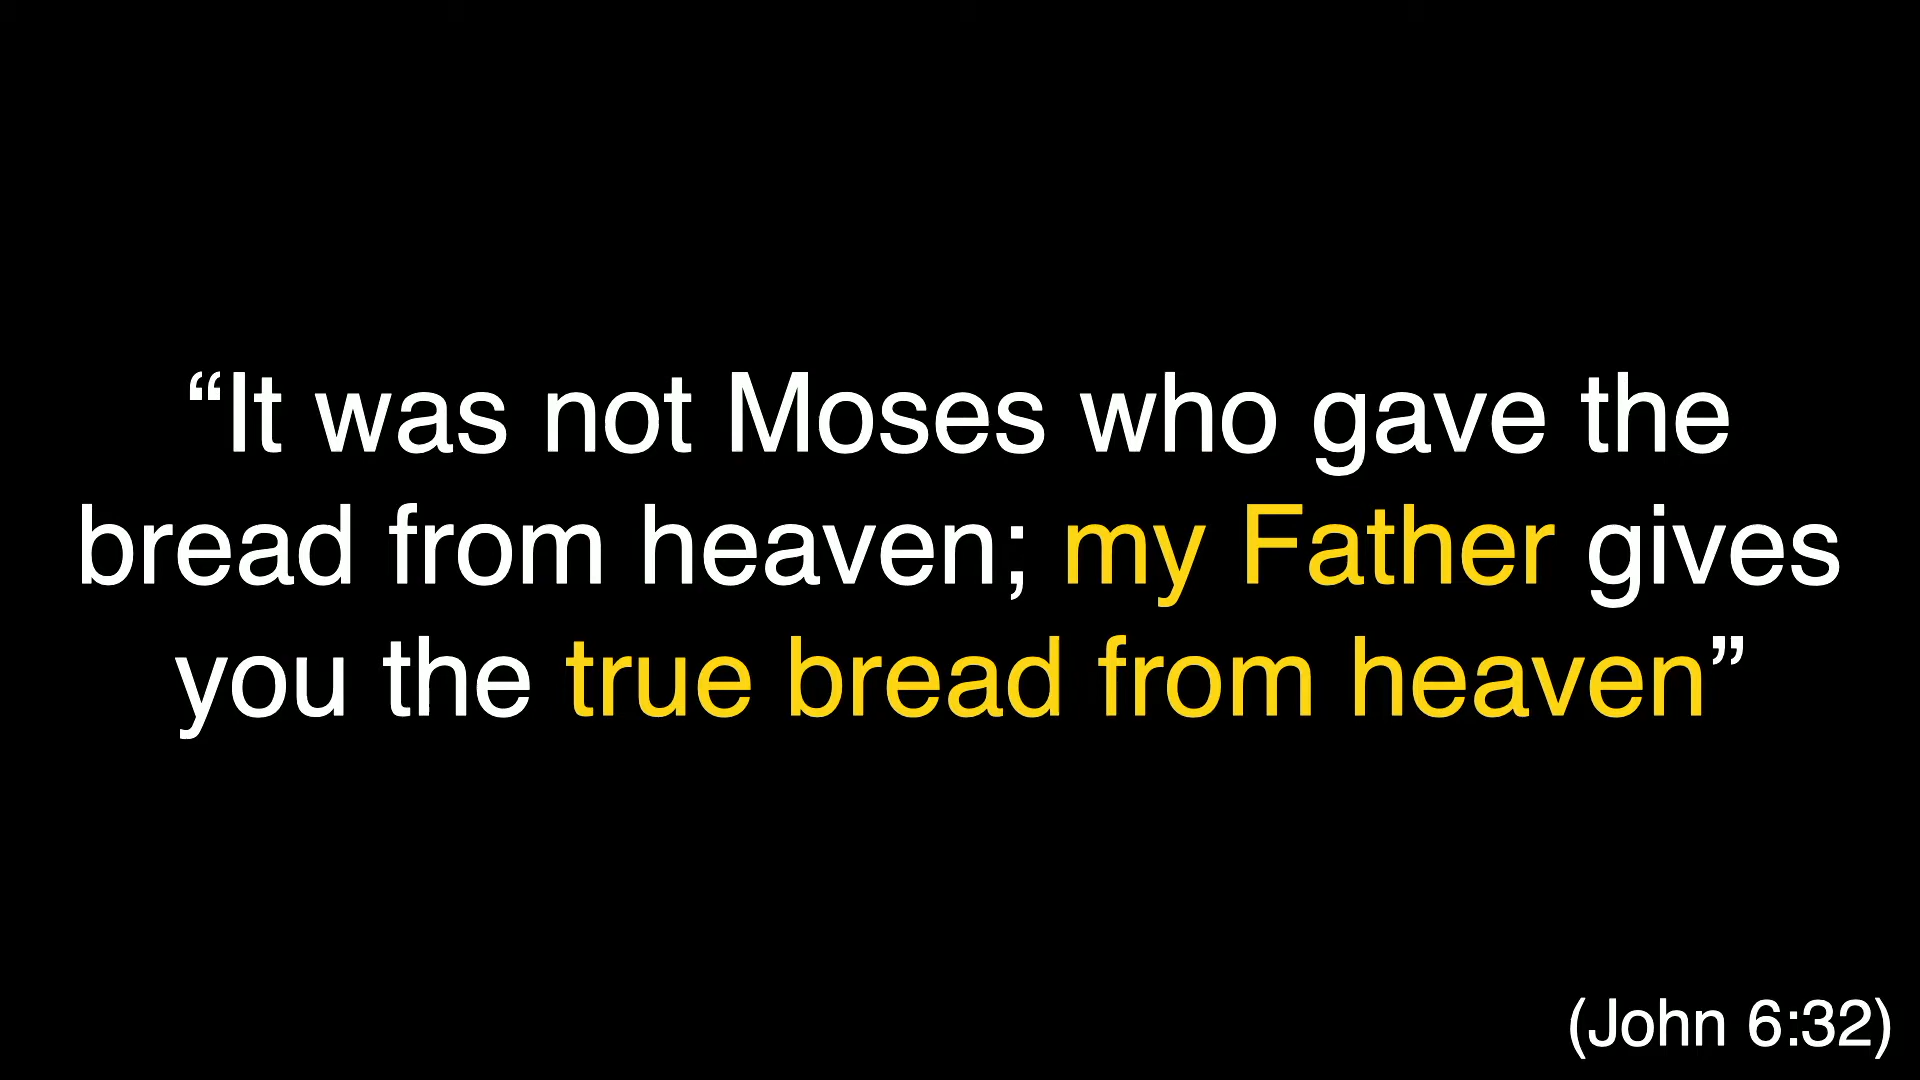 “It was not Moses who gave the
bread from heaven; my Father gives
you the true bread from heaven”
(John 6:32)